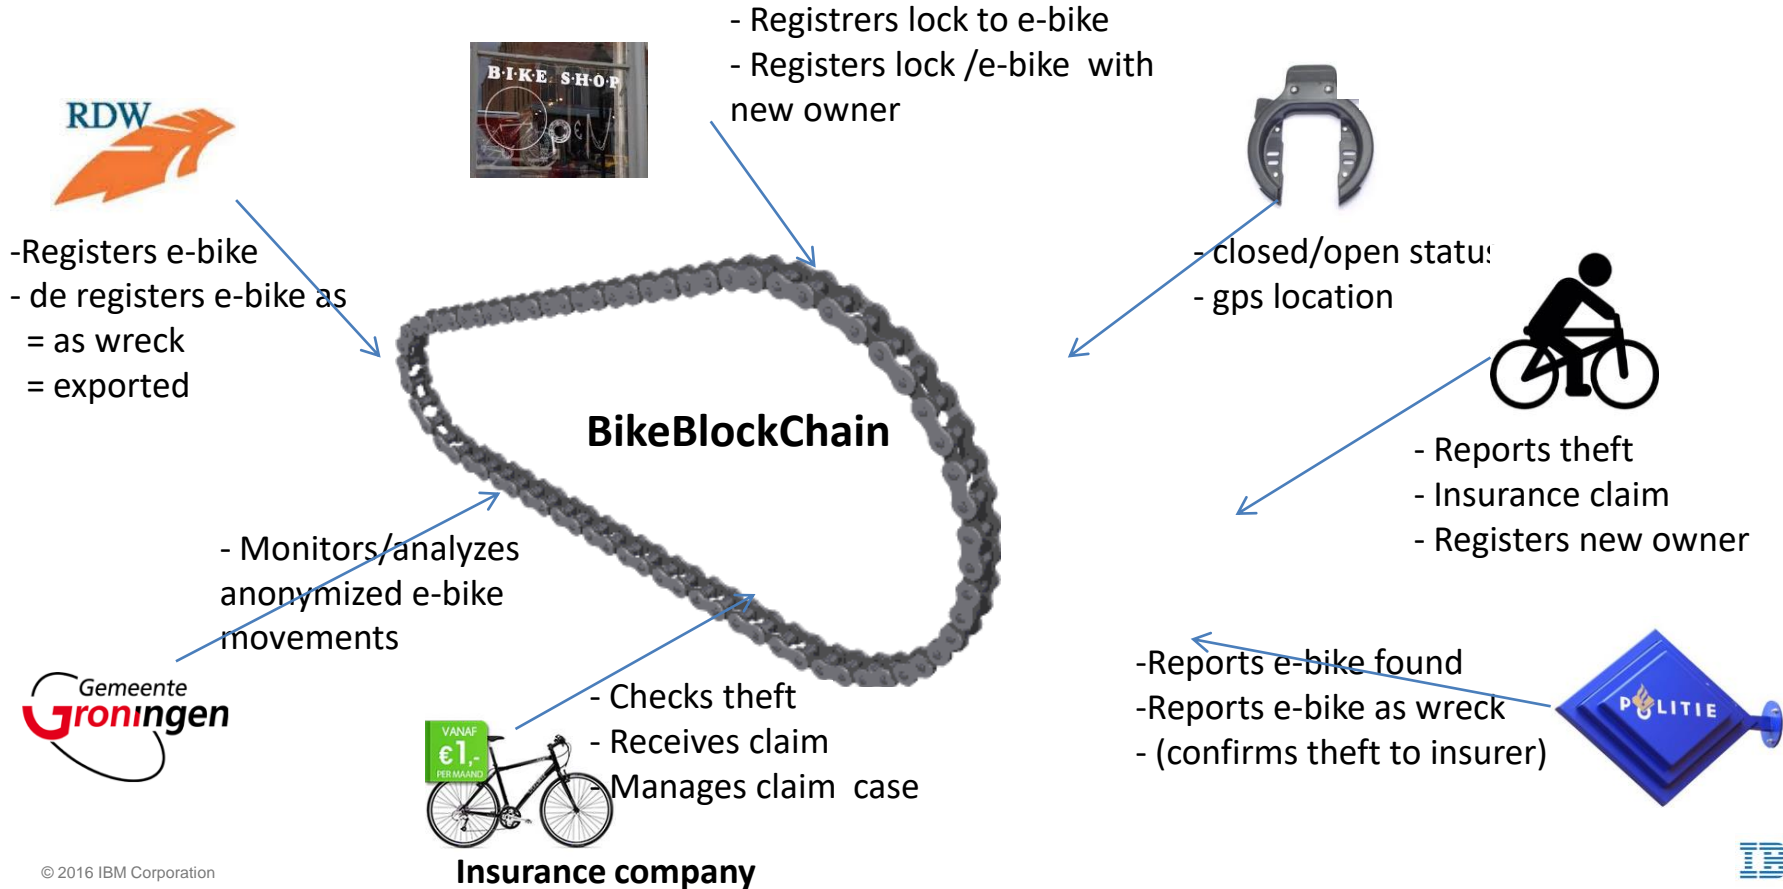 - Registrers lock to e-bike
- Registers lock /e-bike  with
new owner
B·I·K·E S·H·O·P
RDW
-Registers e-bike
- de registers e-bike as
= as wreck
= exported
- closed/open status
- gps location
BikeBlockChain
- Reports theft
- Insurance claim
- Registers new owner
- Monitors/analyzes
anonymized e-bike
movements
Gemeente
Groningen
- Checks theft
- Receives claim
- Manages claim  case
VANAF
€1,-
PER MAAND
Insurance company
-Reports e-bike found
-Reports e-bike as wreck
- (confirms theft to insurer)
POLITIE
© 2016 IBM Corporation
IB